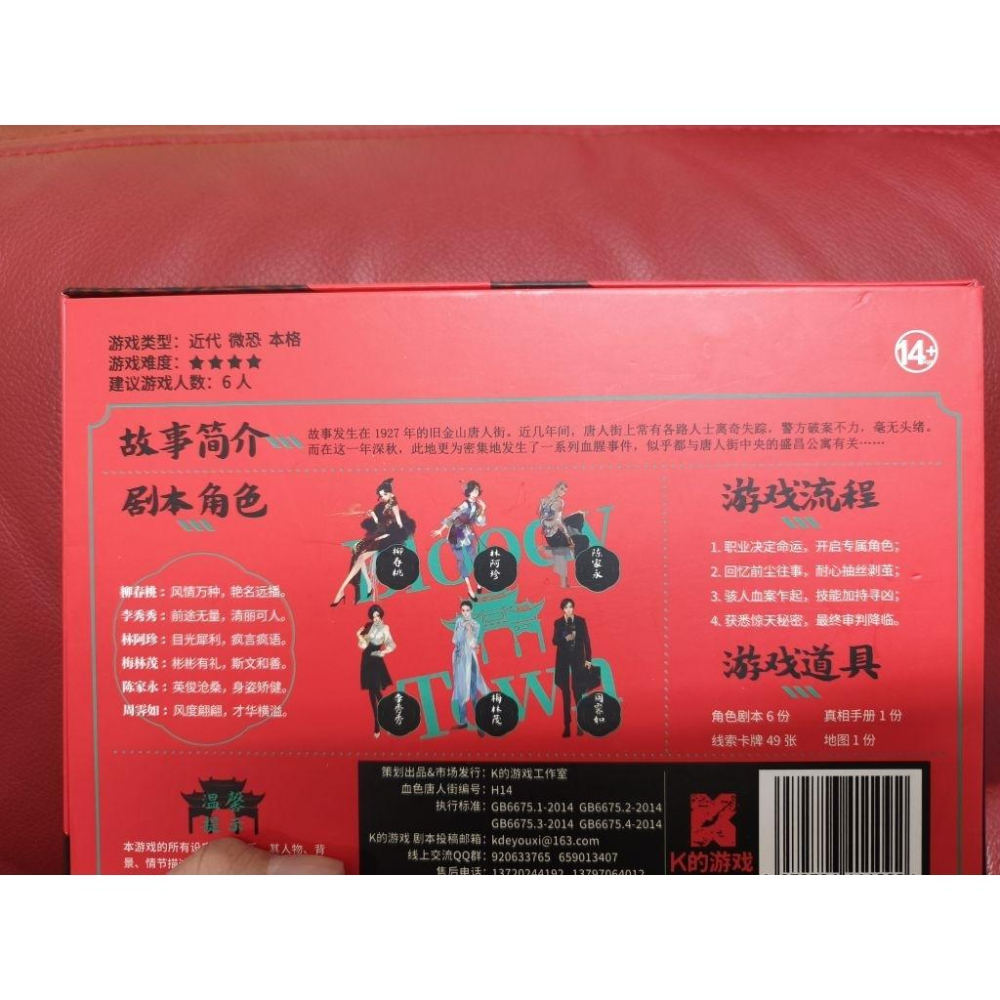 游戏类型：近代 微恐 本格
游戏难度：★★★★
建议游戏人数：6 人
14+
故事简介
故事发生在 1927 年的旧金山唐人街。近几年间，唐人街上常有各路人士离奇失踪，警方破案不力，毫无头绪。
而在这一年深秋，此地更为密集地发生了一系列血腥事件，似乎都与唐人街中央的盛昌公寓有关……
剧本角色
柳春桃：风情万种，艳名远播。
李秀秀：前途无量，清丽可人。
林阿珍：目光犀利，疯言疯语。
梅林茂：彬彬有礼，斯文和善。
陈家永：英俊沧桑，身姿矫健。
周霁如：风度翩翩，才华横溢。
Bloody
Town
柳春桃
林阿珍
陈家永
李秀秀
梅林茂
周霁如
游戏流程
1. 职业决定命运，开启专属角色；
2. 回忆前尘往事，耐心抽丝剥茧；
3. 骇人血案乍起，技能加持寻凶；
4. 获悉惊天秘密，最终审判降临。
游戏道具
角色剧本 6 份 真相手册 1 份
线索卡牌 49 张 地图 1 份
温馨
提示
本游戏的所有设 其人物、背
景、情节描
策划出品&市场发行：K的游戏工作室
血色唐人街编号：H14
执行标准：GB6675.1-2014 GB6675.2-2014
GB6675.3-2014 GB6675.4-2014
K的游戏 剧本投稿邮箱：kdeyouxi@163.com
线上交流QQ群：920633765 659013407
售后电话：13720244192 13797064012
K的游戏